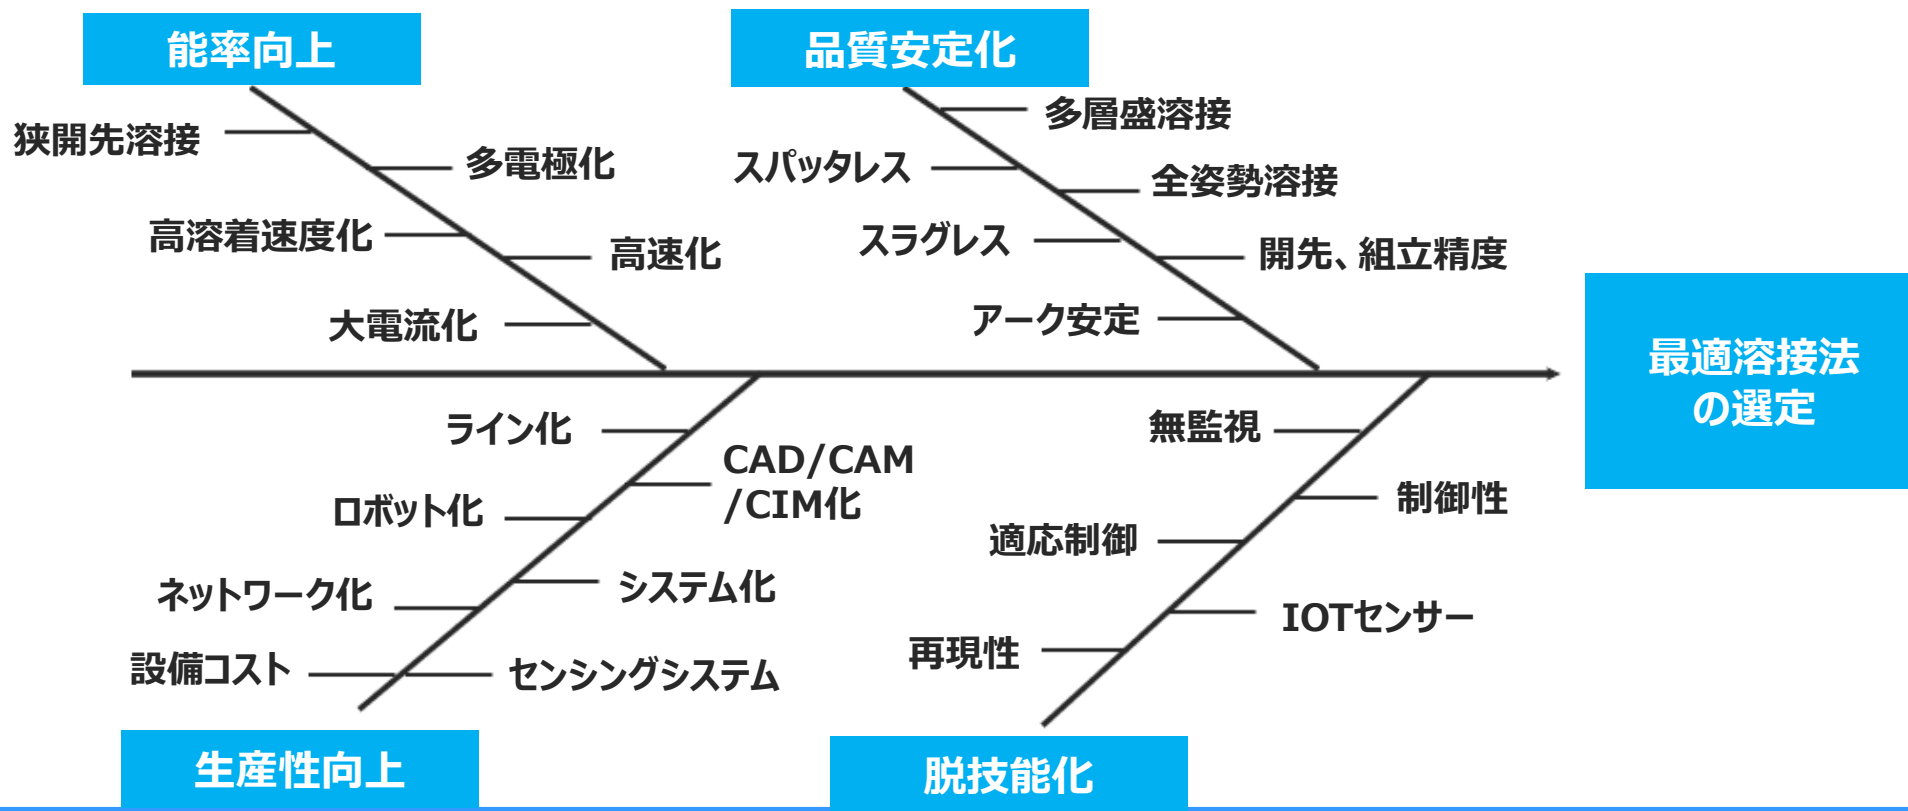 能率向上
狭開先溶接
多電極化
高溶着速度化
高速化
大電流化
品質安定化
多層盛溶接
スパッタレス
全姿勢溶接
スラグレス
開先、組立精度
アーク安定
最適溶接法
の選定
ライン化
CAD/CAM
/CIM化
ロボット化
システム化
ネットワーク化
設備コスト
センシングシステム
生産性向上
無監視
制御性
適応制御
IOTセンサー
再現性
脱技能化